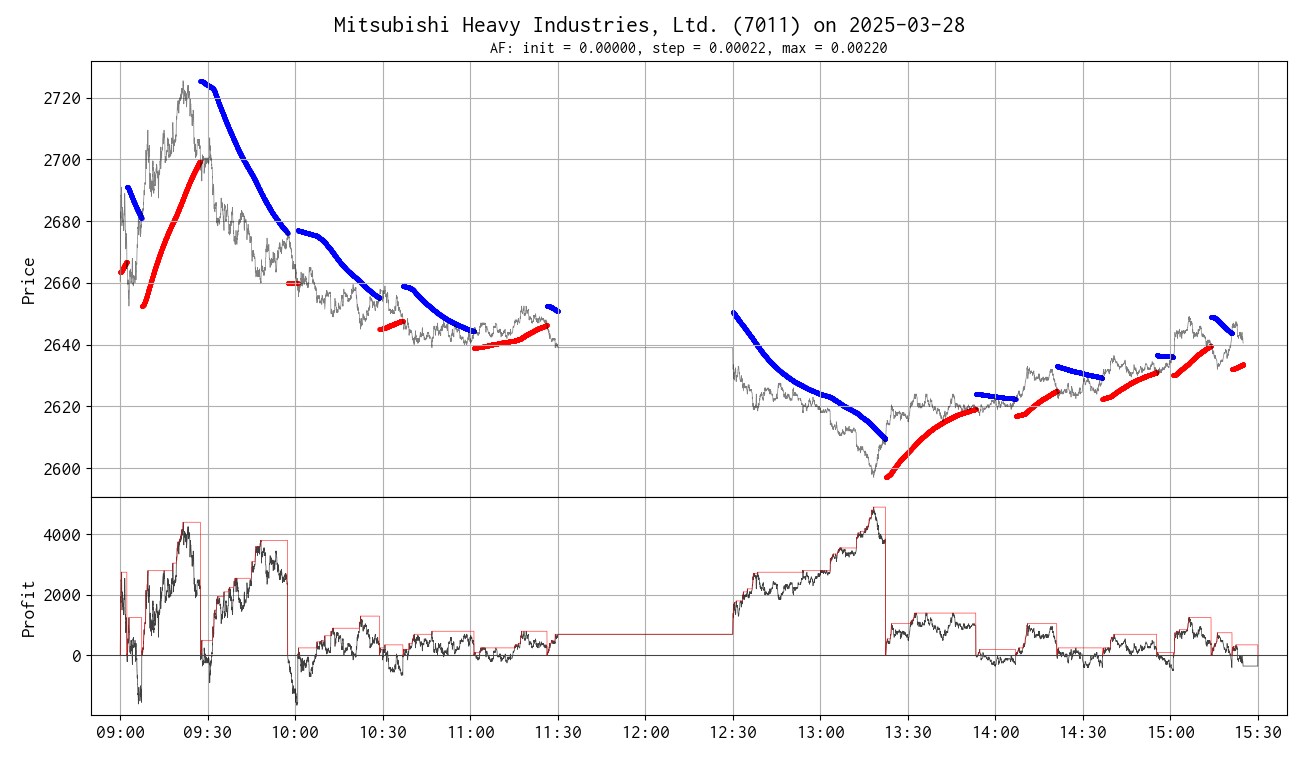 Mitsubishi Heavy Industries, Ltd. (7011) on 2025-03-28
AF: init = 0.00000, step = 0.00022, max = 0.00220
Price
2720
2700
2680
2660
2640
2620
2600
Profit
4000
2000
0
09:00 09:30 10:00 10:30 11:00 11:30 12:00 12:30 13:00 13:30 14:00 14:30 15:00 15:30